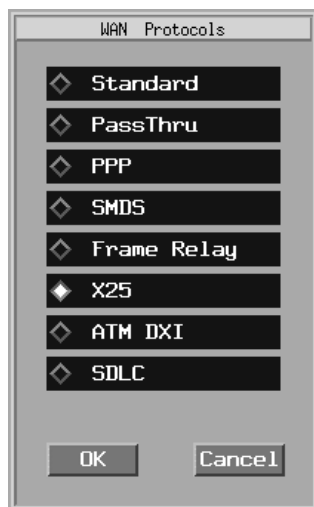 WAN Protocols
Standard
PassThru
PPP
SMDS
Frame Relay
X25
ATM DXI
SDLC
OK Cancel